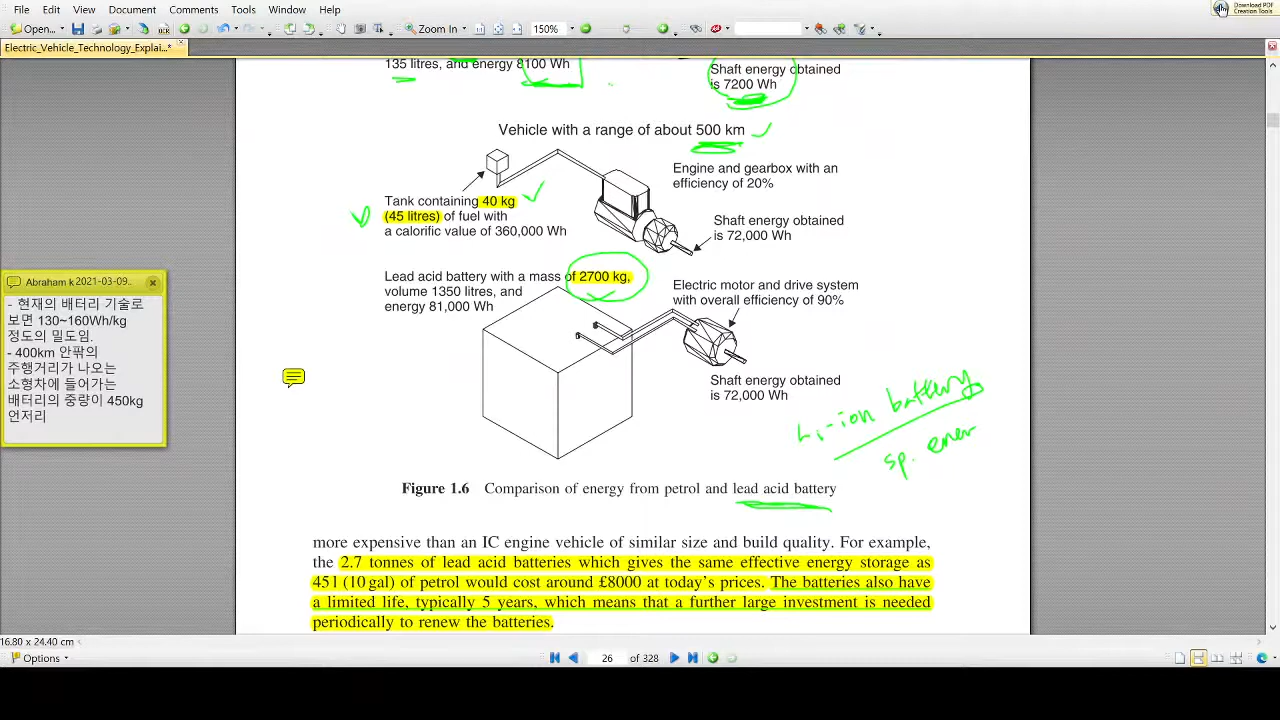 File Edit View Document Comments Tools Window Help
Download PDF
Creation Tools
Open... Zoom In 150%
Electric_Vehicle_Technology_Explai..*
135 litres, and energy 8100 Wh
Shaft energy obtained
is 7200 Wh
Vehicle with a range of about 500 km
Engine and gearbox with an
efficiency of 20%
Tank containing 40 kg
(45 litres) of fuel with
a calorific value of 360,000 Wh
Shaft energy obtained
is 72,000 Wh
Lead acid battery with a mass of 2700 kg,
volume 1350 litres, and
energy 81,000 Wh
Electric motor and drive system
with overall efficiency of 90%
Shaft energy obtained
is 72,000 Wh
Abraham k 2021-03-09..
- 현재의 배터리 기술로
보면 130~160Wh/kg
정도의 밀도임.
- 400km 안팎의
주행거리가 나오는
소형차에 들어가는
배터리의 중량이 450kg
언저리
Li-ion battery
sp. ener
Figure 1.6 Comparison of energy from petrol and lead acid battery
more expensive than an IC engine vehicle of similar size and build quality. For example,
the 2.7 tonnes of lead acid batteries which gives the same effective energy storage as
45 l (10 gal) of petrol would cost around £8000 at today's prices. The batteries also have
a limited life, typically 5 years, which means that a further large investment is needed
periodically to renew the batteries.
16.80 x 24.40 cm
Options 26 of 328